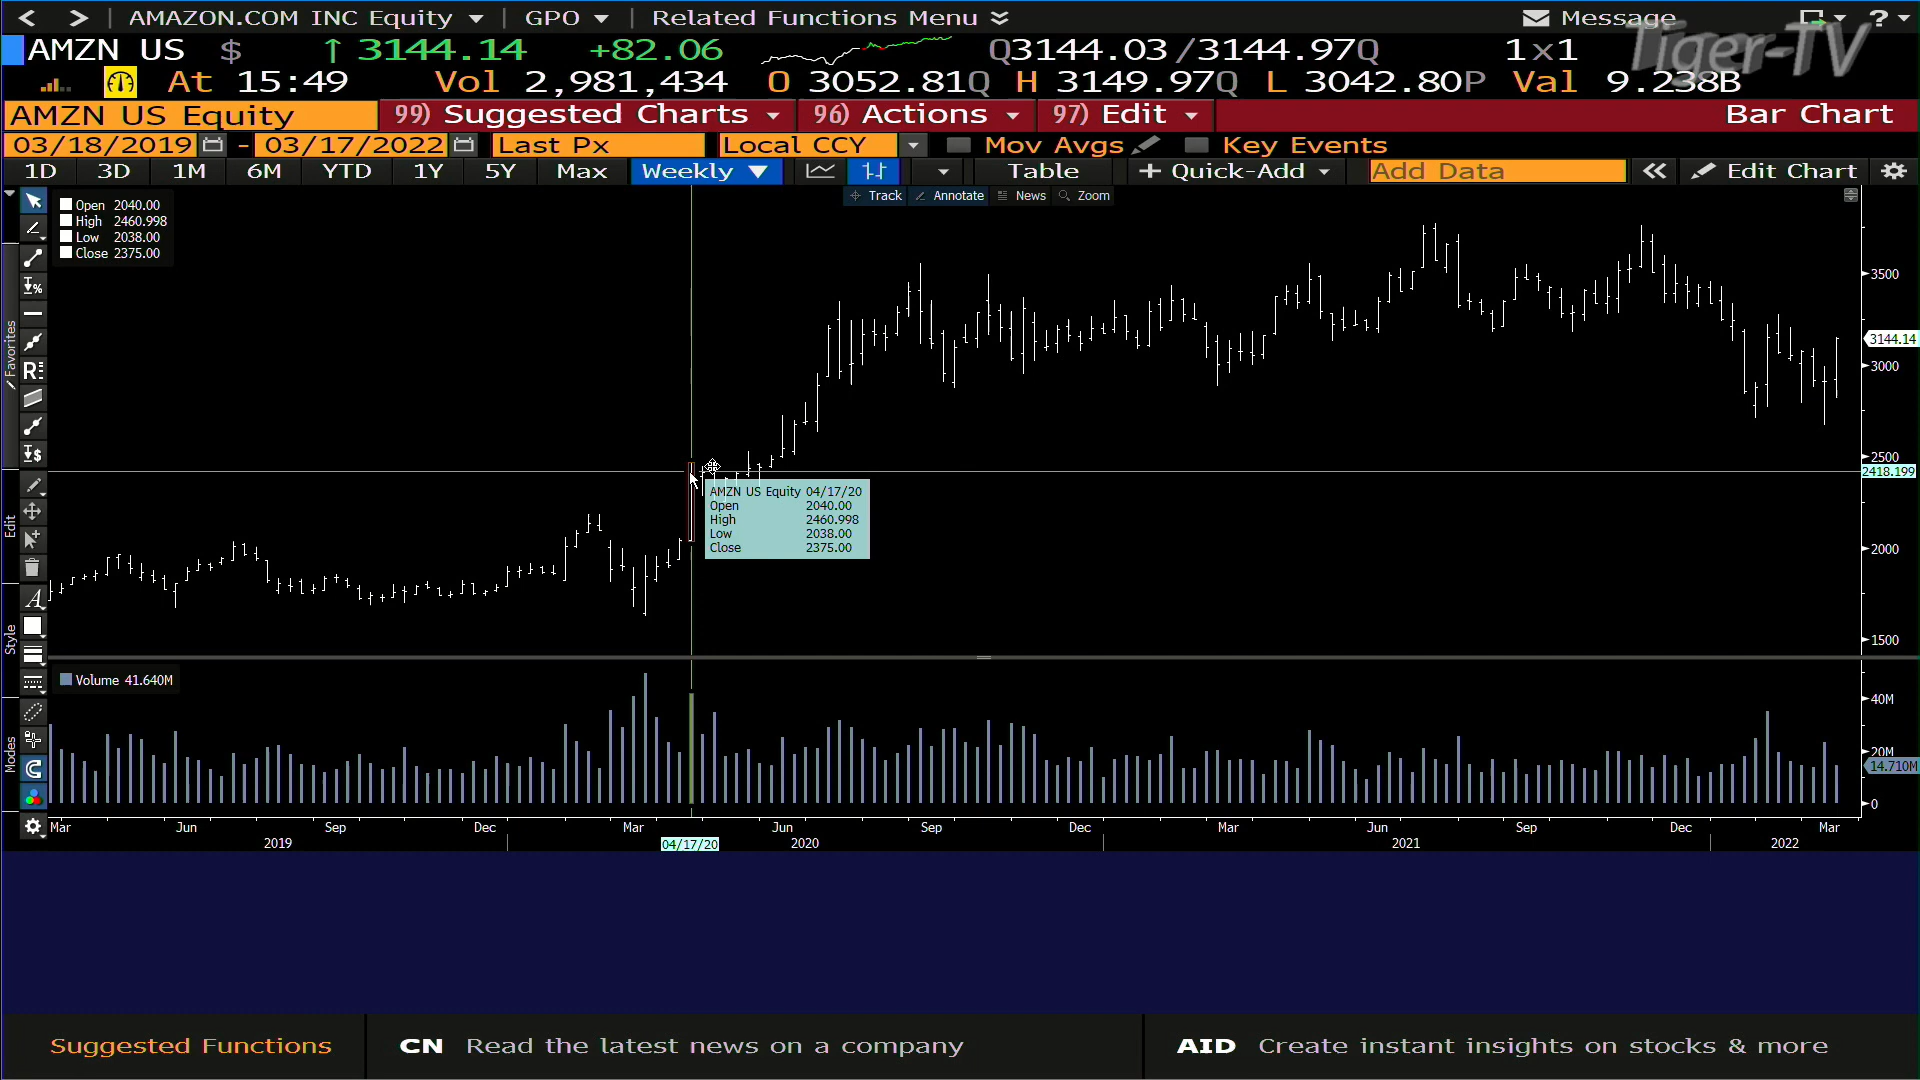 AMAZON.COM INC Equity GPO Related Functions Menu Message ?
Tiger-TV
AMZN US $ ↑ 3144.14 +82.06 Q3144.03/3144.97Q 1x1
At 15:49 Vol 2,981,434 O 3052.81Q H 3149.97Q L 3042.80P Val 9.238B
AMZN US Equity 99) Suggested Charts 96) Actions 97) Edit Bar Chart
03/18/2019 - 03/17/2022 Last Px Local CCY Mov Avgs Key Events
1D 3D 1M 6M YTD 1Y 5Y Max Weekly Table + Quick-Add Add Data Edit Chart
Track Annotate News Zoom
Open 2040.00
High 2460.998
Low 2038.00
Close 2375.00
Favorites
Edit
Style
Modes
3500
3144.14
3000
2500
2418.199
2000
1500
AMZN US Equity 04/17/20
Open 2040.00
High 2460.998
Low 2038.00
Close 2375.00
Volume 41.640M
40M
20M
14.710M
0
Mar Jun Sep Dec Mar Jun Sep Dec Mar Jun Sep Dec Mar
2019 04/17/20 2020 2021 2022
Suggested Functions CN Read the latest news on a company AID Create instant insights on stocks & more